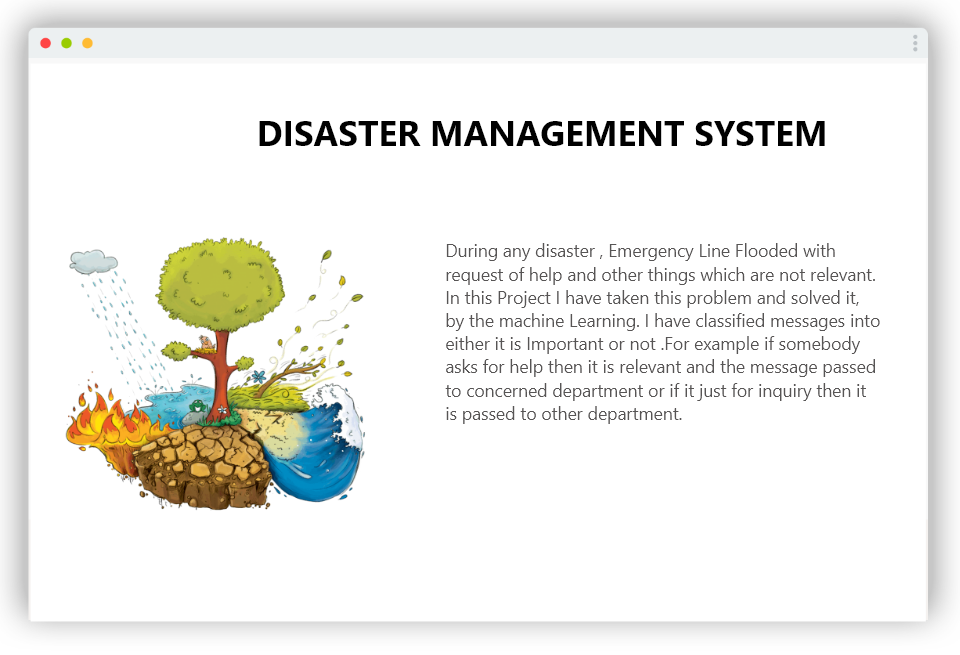 DISASTER MANAGEMENT SYSTEM
During any disaster , Emergency Line Flooded with
request of help and other things which are not relevant.
In this Project I have taken this problem and solved it,
by the machine Learning. I have classified messages into
either it is Important or not .For example if somebody
asks for help then it is relevant and the message passed
to concerned department or if it just for inquiry then it
is passed to other department.